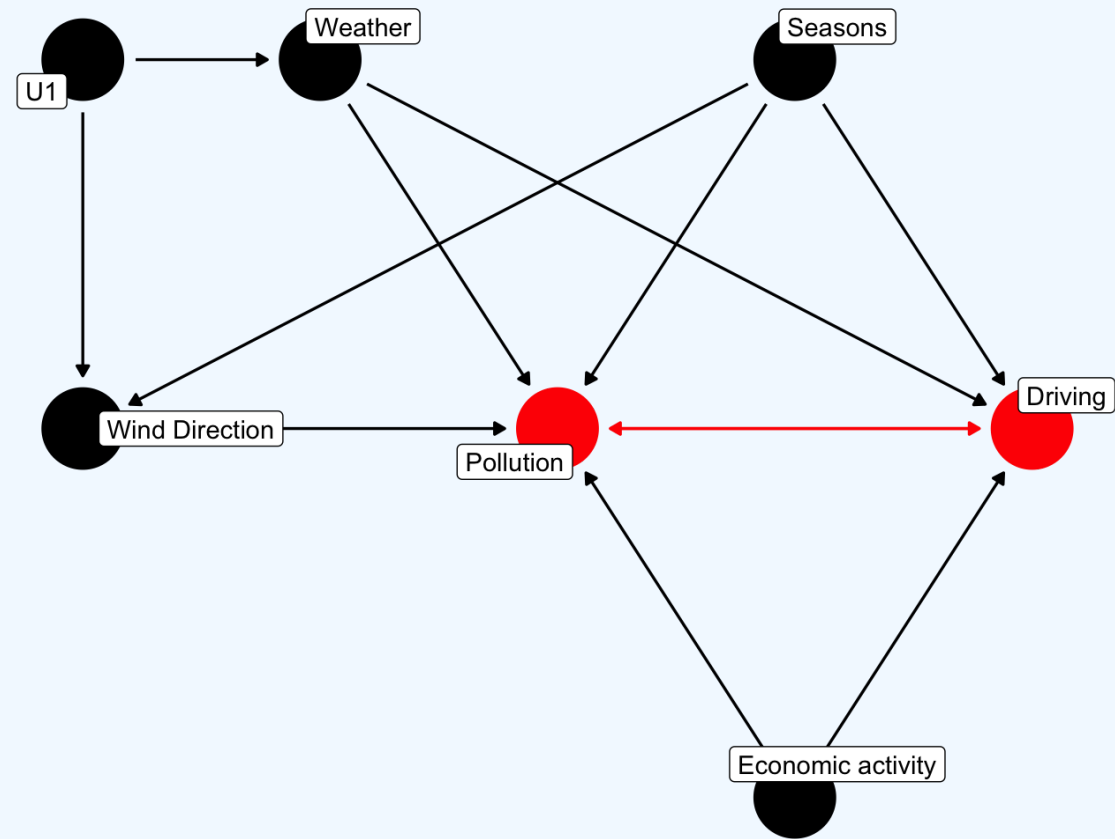 Weather
Seasons
U1
Driving
Wind Direction
Pollution
Economic activity